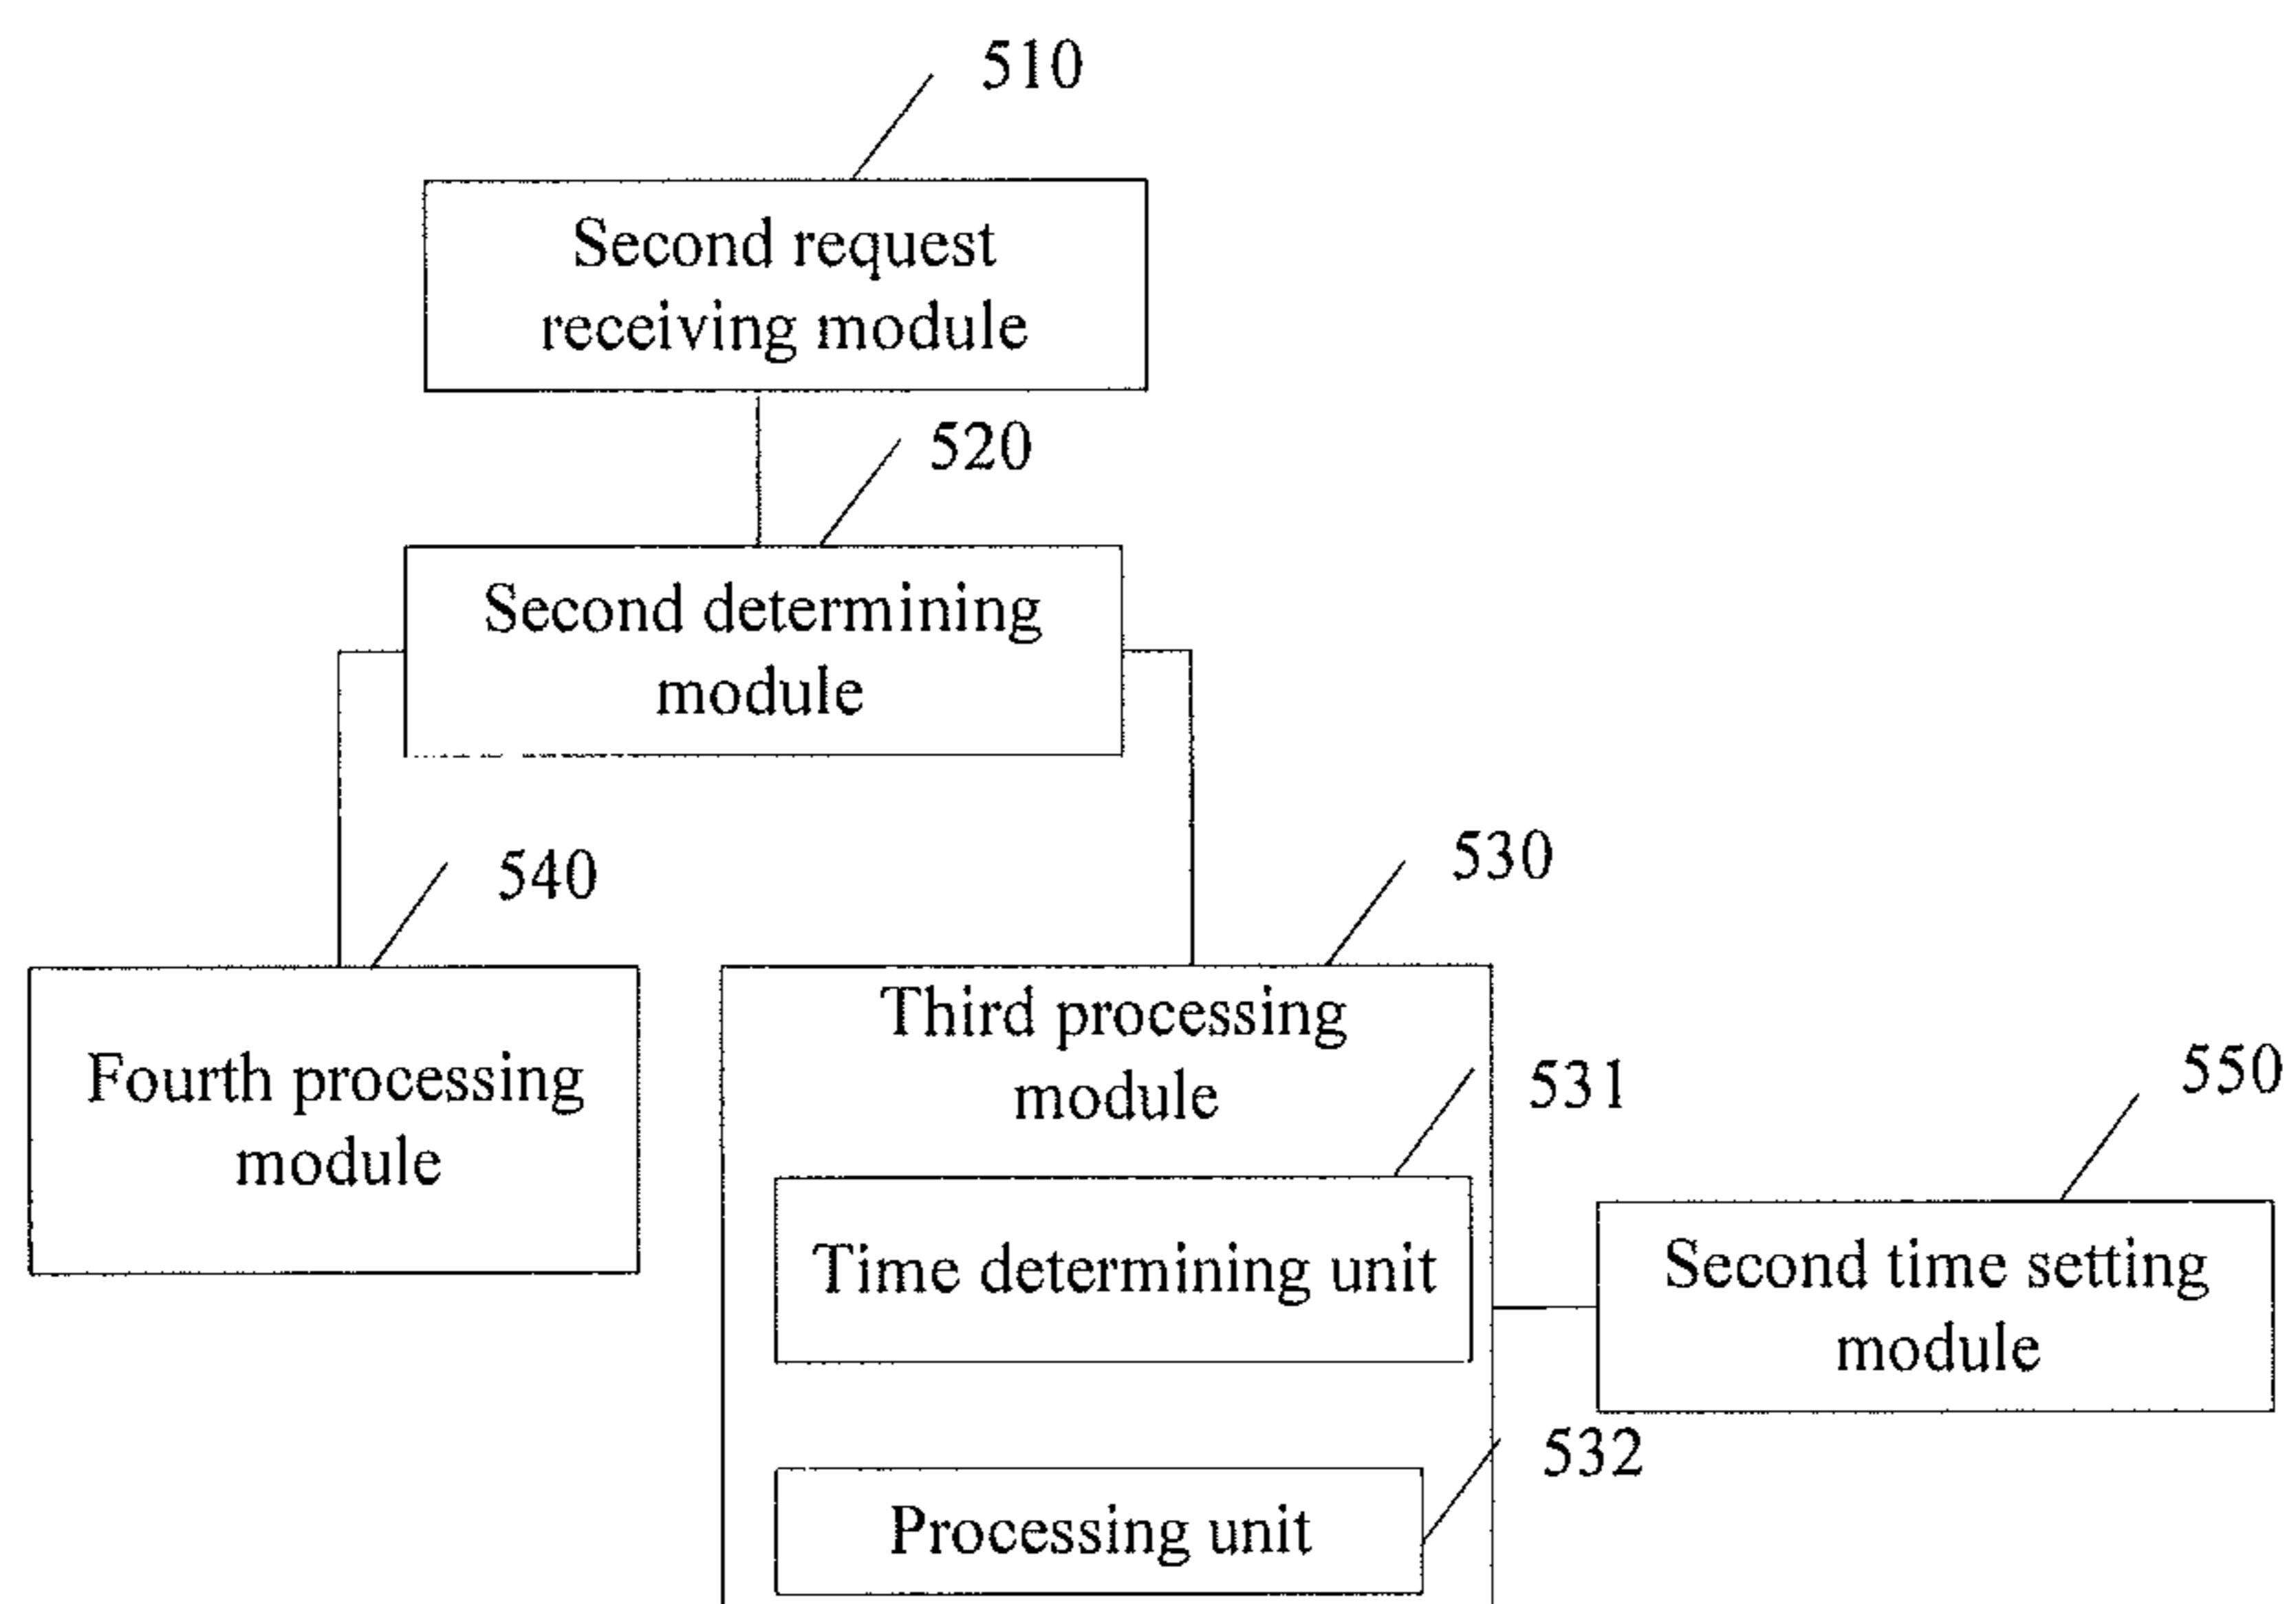 510
Second request
receiving module
520
Second determining
module
530
540
Third processing
module
Fourth processing
module
531
550
Time determining unit
Second time setting
module
532
Processing unit